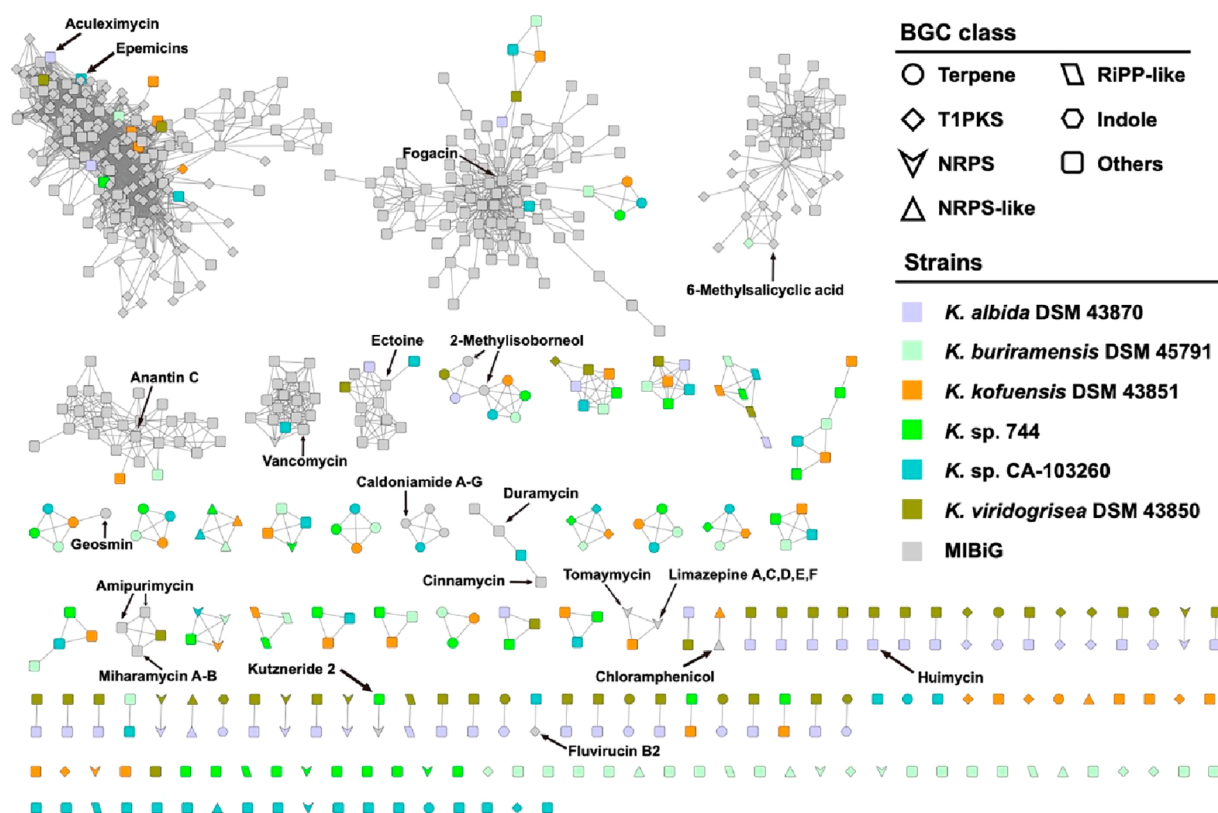 Aculeximycin
Epemicins
Fogacin
6-Methylsalicyclic acid
BGC class
Terpene
RiPP-like
T1PKS
Indole
NRPS
Others
NRPS-like
Strains
K. albida DSM 43870
K. buriramensis DSM 45791
K. kofuensis DSM 43851
K. sp. 744
K. sp. CA-103260
K. viridogrisea DSM 43850
MIBiG
Anantin C
Vancomycin
Ectoine
2-Methylisoborneol
Geosmin
Caldoniamide A-G
Duramycin
Cinnamycin
Amipurimycin
Miharamycin A-B
Tomaymycin
Limazepine A,C,D,E,F
Chloramphenicol
Huimycin
Kutzneride 2
Fluvirucin B2